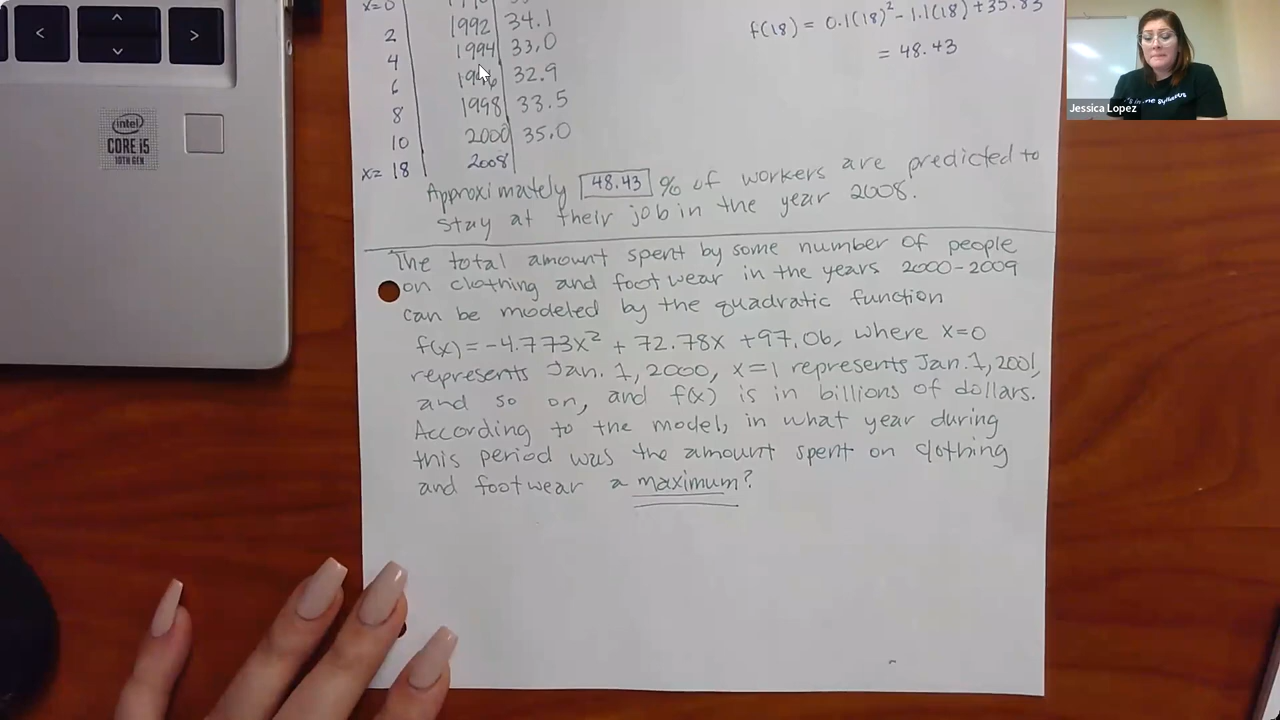 x=0
f(18) = 0.1(18)² - 1.1(18) + 35.83
= 48.43
2 1992 34.1
4 1994 33.0
6 1996 32.9
8 1998 33.5
10 2000 35.0
x= 18 2008
Approximately 48.43 % of workers are predicted to
stay at their job in the year 2008.
The total amount spent by some number of people
on clothing and footwear in the years 2000-2009
can be modeled by the quadratic function
f(x) = -4.773x² + 72.78x +97.06, where x=0
represents Jan. 1, 2000, x=1 represents Jan. 1, 2001,
and so on, and f(x) is in billions of dollars.
According to the model, in what year during
this period was the amount spent on clothing
and footwear a maximum?
intel
CORE i5
10TH GEN
Jessica Lopez